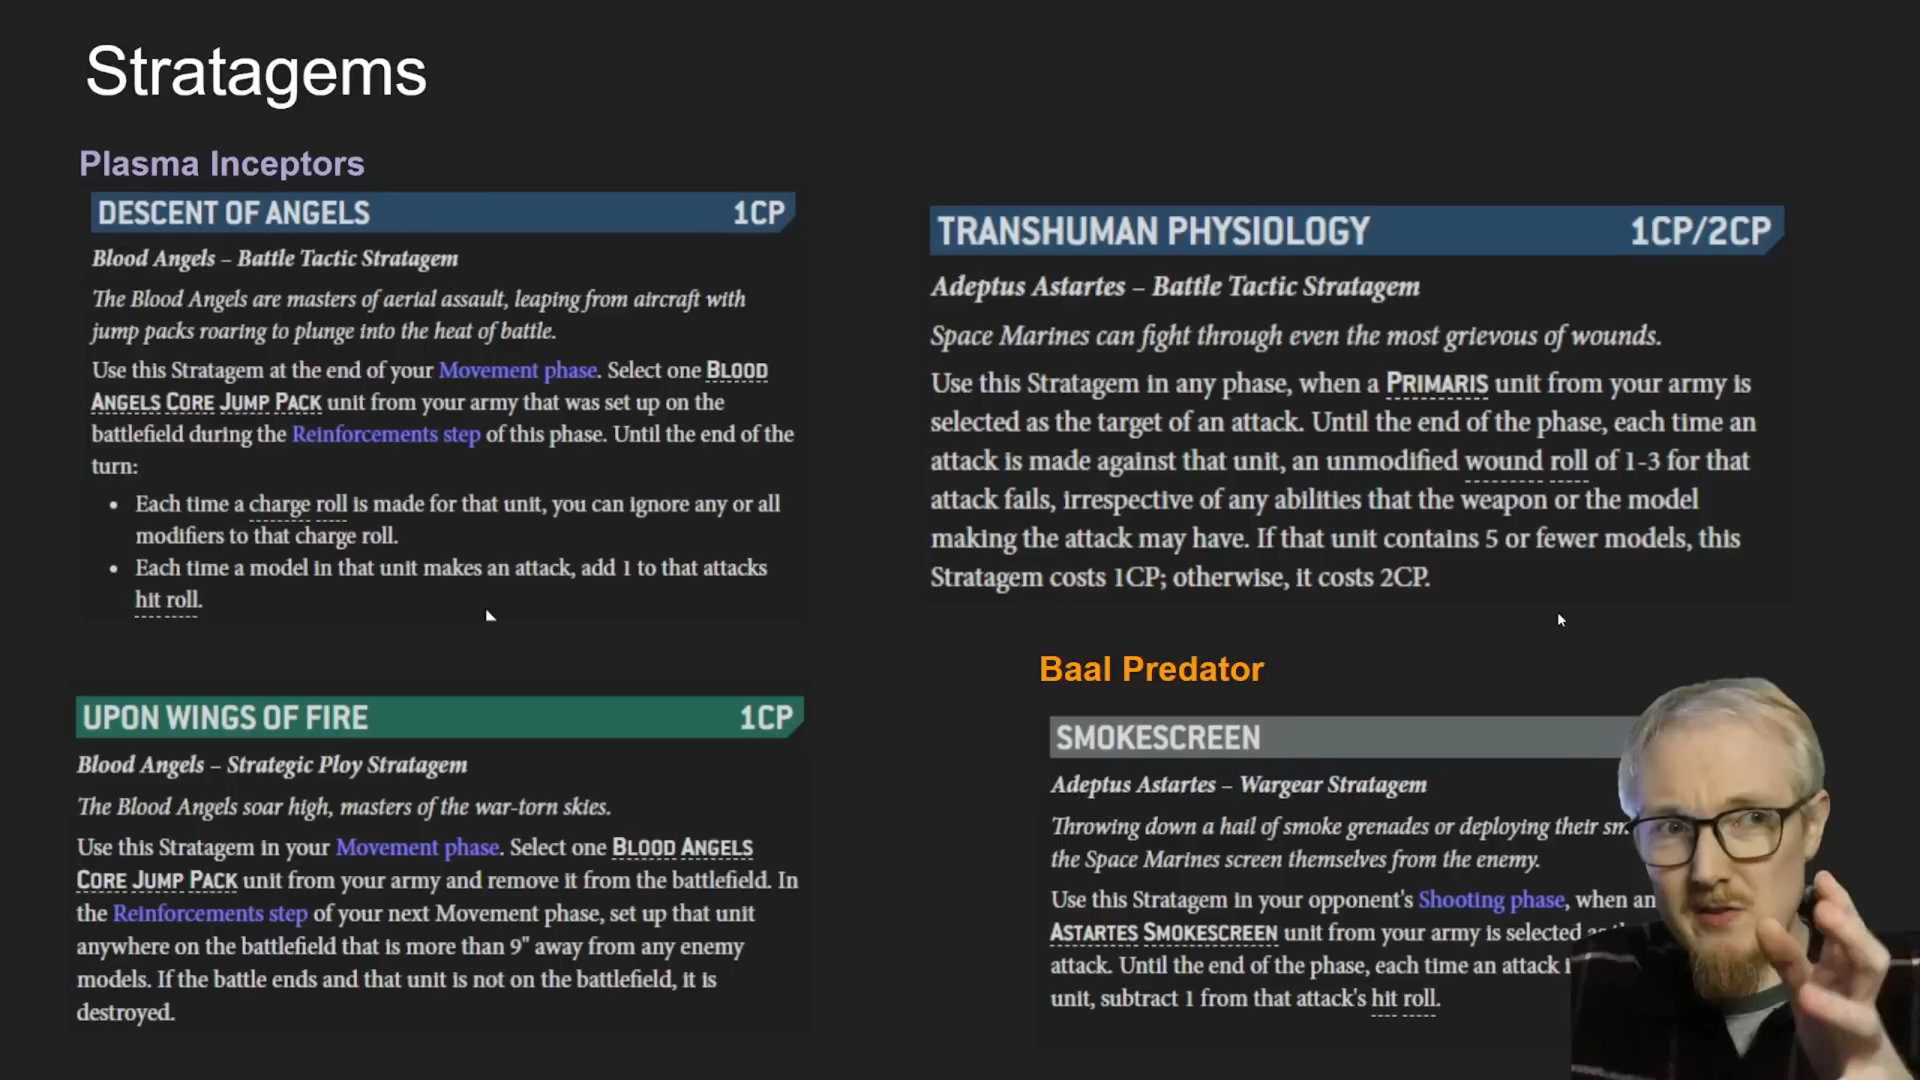 Stratagems
Plasma Inceptors
DESCENT OF ANGELS 1CP
Blood Angels – Battle Tactic Stratagem
The Blood Angels are masters of aerial assault, leaping from aircraft with
jump packs roaring to plunge into the heat of battle.
Use this Stratagem at the end of your Movement phase. Select one BLOOD
ANGELS CORE JUMP PACK unit from your army that was set up on the
battlefield during the Reinforcements step of this phase. Until the end of the
turn:
• Each time a charge roll is made for that unit, you can ignore any or all
modifiers to that charge roll.
• Each time a model in that unit makes an attack, add 1 to that attacks
hit roll.
UPON WINGS OF FIRE 1CP
Blood Angels – Strategic Ploy Stratagem
The Blood Angels soar high, masters of the war-torn skies.
Use this Stratagem in your Movement phase. Select one BLOOD ANGELS
CORE JUMP PACK unit from your army and remove it from the battlefield. In
the Reinforcements step of your next Movement phase, set up that unit
anywhere on the battlefield that is more than 9" away from any enemy
models. If the battle ends and that unit is not on the battlefield, it is
destroyed.
TRANSHUMAN PHYSIOLOGY 1CP/2CP
Adeptus Astartes – Battle Tactic Stratagem
Space Marines can fight through even the most grievous of wounds.
Use this Stratagem in any phase, when a PRIMARIS unit from your army is
selected as the target of an attack. Until the end of the phase, each time an
attack is made against that unit, an unmodified wound roll of 1-3 for that
attack fails, irrespective of any abilities that the weapon or the model
making the attack may have. If that unit contains 5 or fewer models, this
Stratagem costs 1CP; otherwise, it costs 2CP.
Baal Predator
SMOKESCREEN
Adeptus Astartes – Wargear Stratagem
Throwing down a hail of smoke grenades or deploying their
the Space Marines screen themselves from the enemy.
Use this Stratagem in your opponent's Shooting phase, when an
ASTARTES SMOKESCREEN unit from your army is selected
attack. Until the end of the phase, each time an attack
unit, subtract 1 from that attack's hit roll.